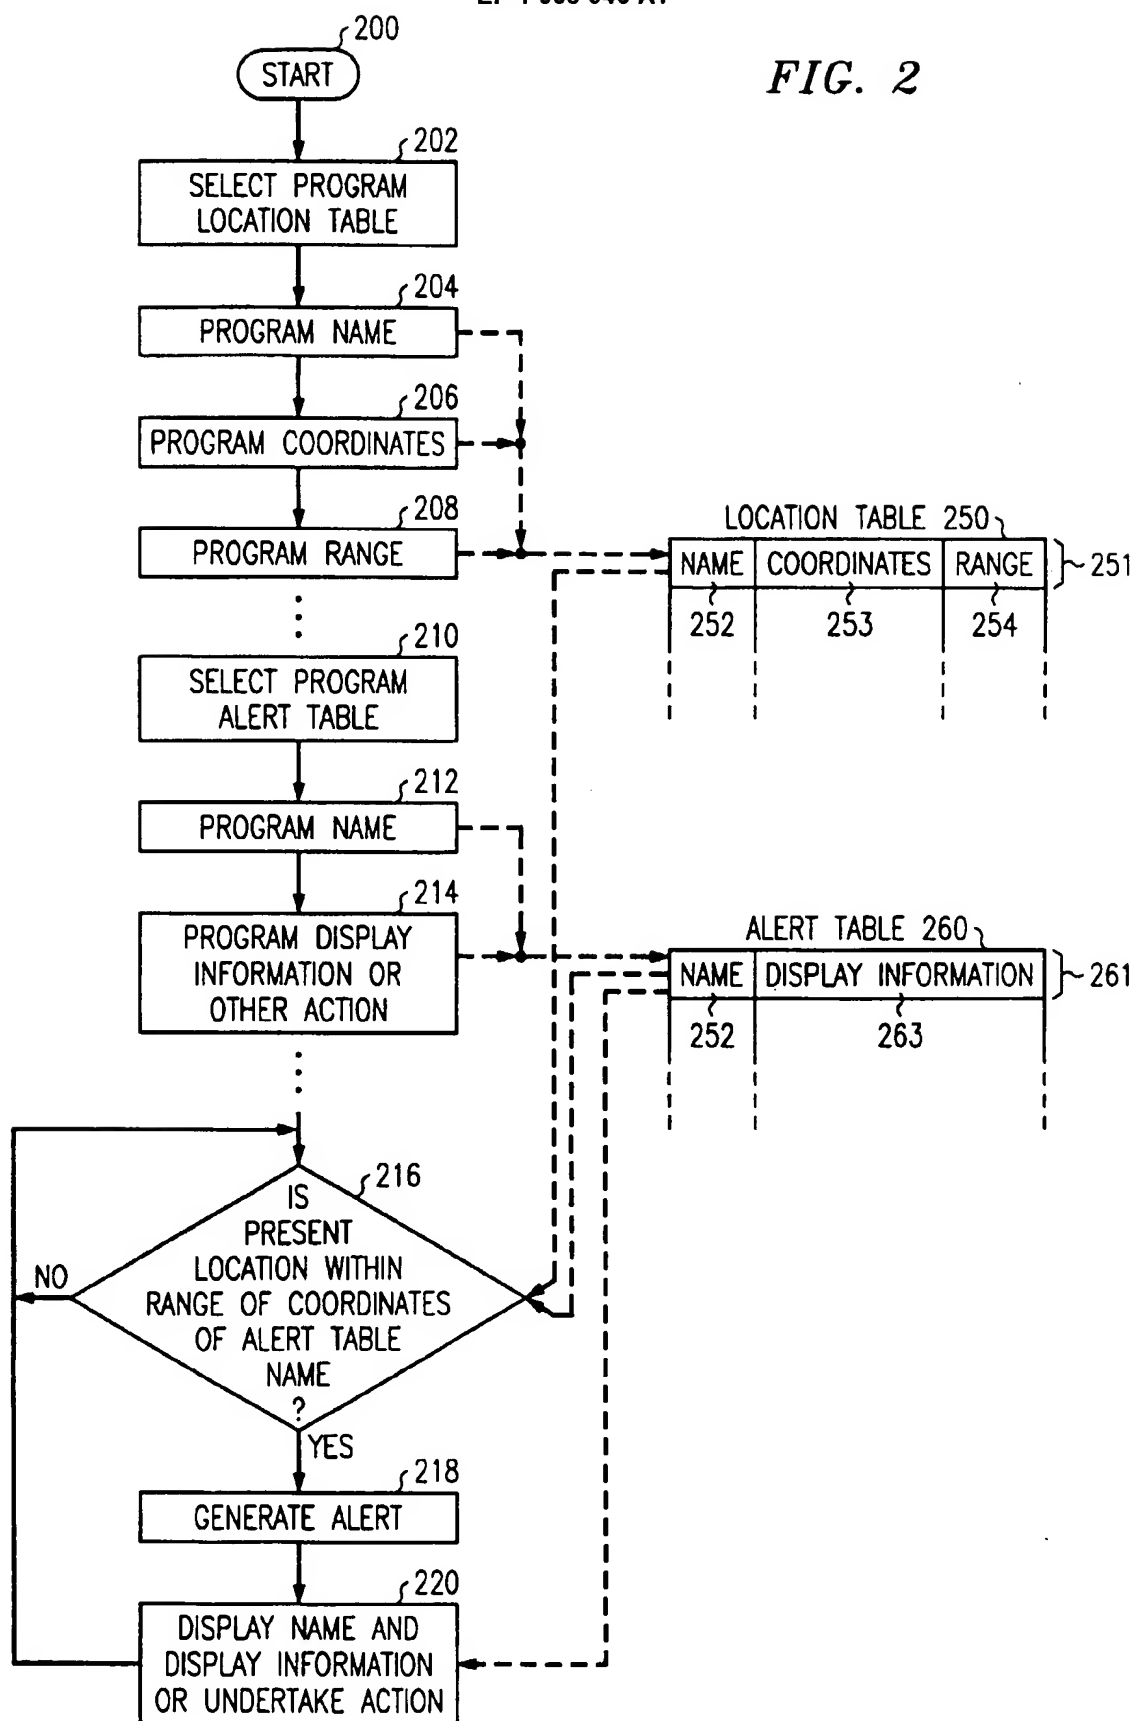 FIG. 2
200
START
202
SELECT PROGRAM
LOCATION TABLE
204
PROGRAM NAME
206
PROGRAM COORDINATES
208
PROGRAM RANGE
LOCATION TABLE 250
NAME COORDINATES RANGE 251
252 253 254
210
SELECT PROGRAM
ALERT TABLE
212
PROGRAM NAME
214
PROGRAM DISPLAY
INFORMATION OR
OTHER ACTION
ALERT TABLE 260
NAME DISPLAY INFORMATION 261
252 263
216
IS
PRESENT
LOCATION WITHIN
RANGE OF COORDINATES
OF ALERT TABLE
NAME
?
NO
YES
218
GENERATE ALERT
220
DISPLAY NAME AND
DISPLAY INFORMATION
OR UNDERTAKE ACTION